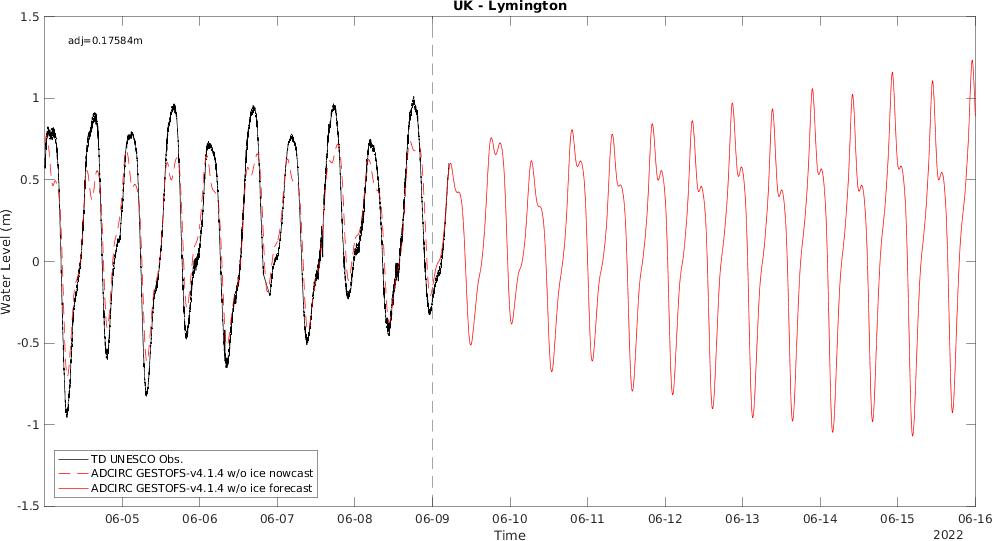 UK - Lymington
adj=0.17584m
1.5
1
0.5
0
-0.5
-1
-1.5
Water Level (m)
TD UNESCO Obs.
ADCIRC GESTOFS-v4.1.4 w/o ice nowcast
ADCIRC GESTOFS-v4.1.4 w/o ice forecast
06-05 06-06 06-07 06-08 06-09 06-10 06-11 06-12 06-13 06-14 06-15 06-16
Time
2022